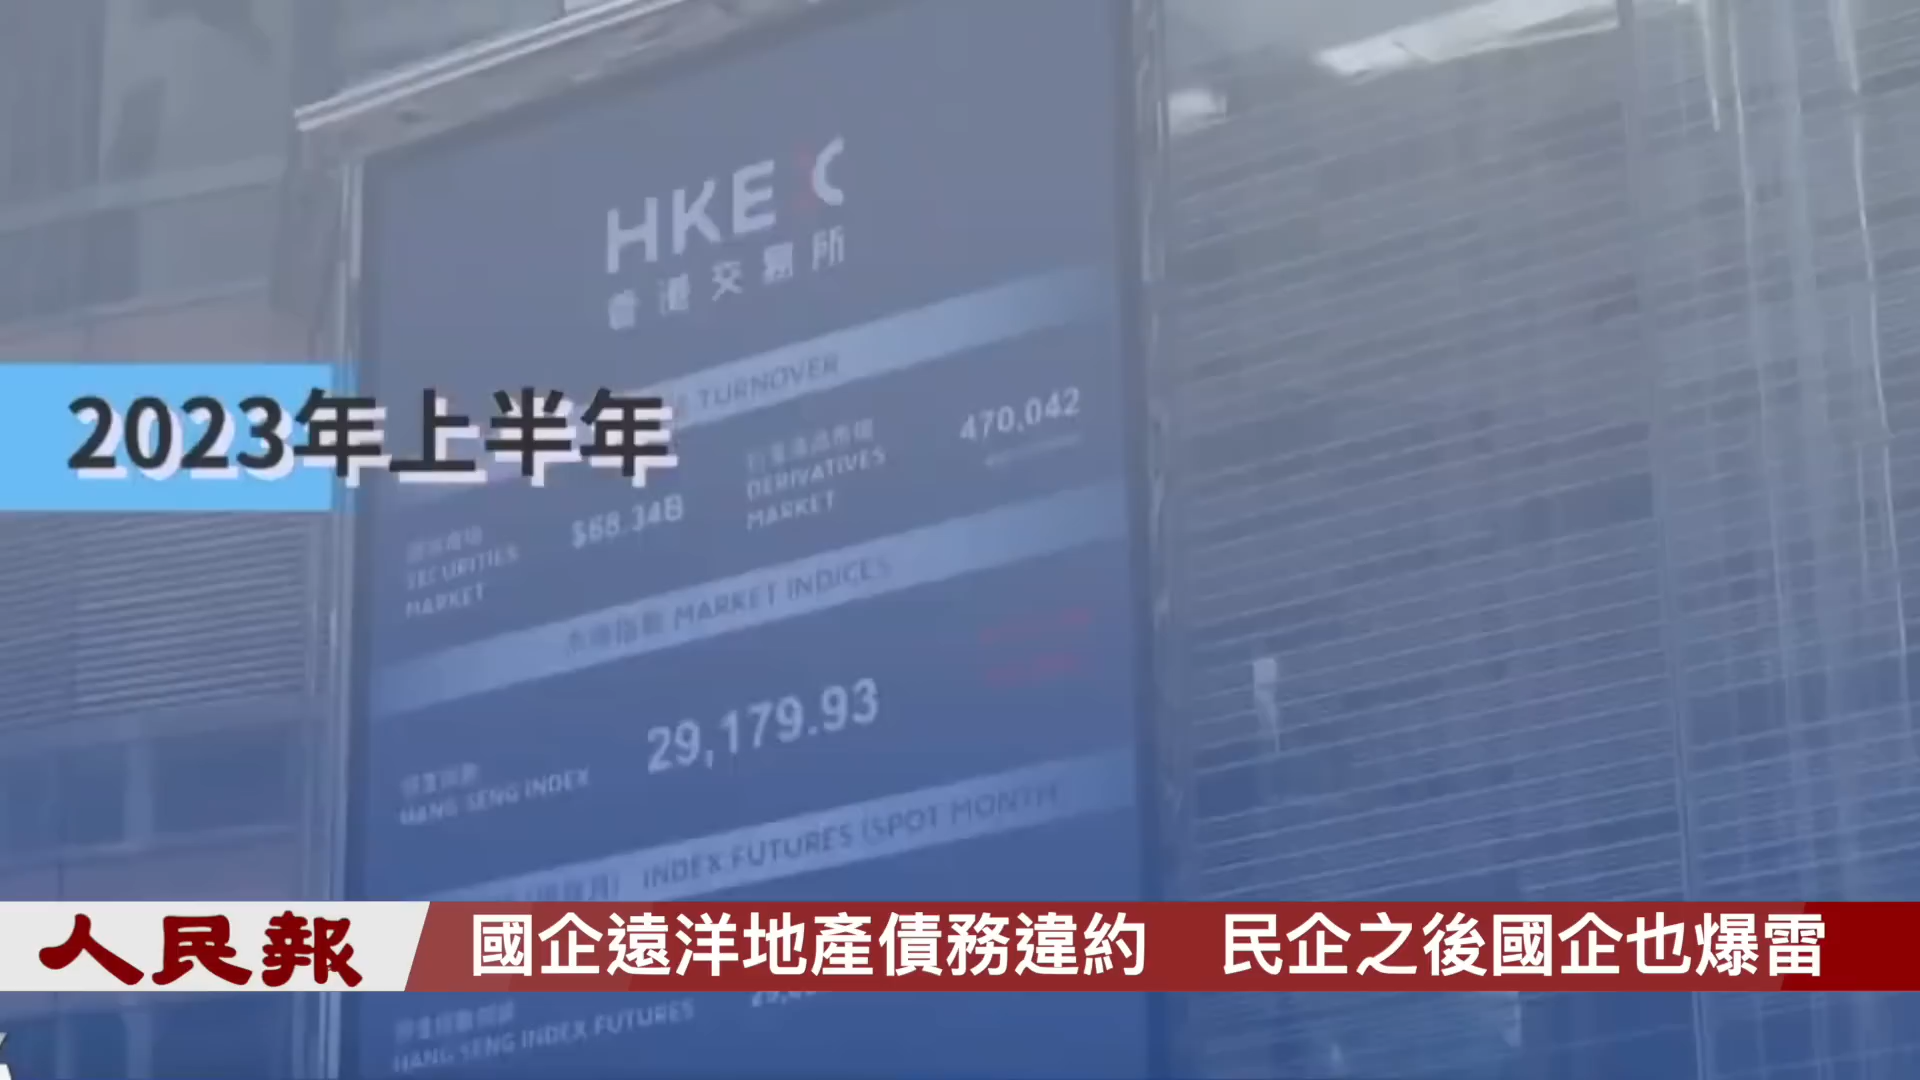 HKEX
香港交易所
TURNOVER
2023年上半年
470,042
DERIVATIVES
MARKET
$68.34B
SECURITIES
MARKET
MARKET INDICES
29,179.93
HANG SENG INDEX
INDEX FUTURES (SPOT MONTH
人民報
國企遠洋地產債務違約 民企之後國企也爆雷
HANG SENG INDEX FUTURES